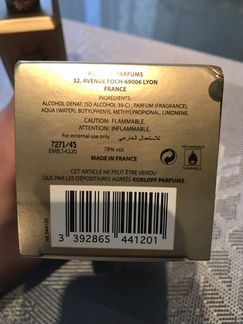 PARFUMS
32, AVENUE FOCH-69006 LYON
FRANCE
INGREDIENTS:
ALCOHOL DENAT. (SD ALCOHOL 39-C), PARFUM (FRAGRANCE),
AQUA (WATER), BUTYLPHENYL METHYLPROPIONAL, LIMONENE.
CAUTION: FLAMMABLE.
ATTENTION: INFLAMMABLE.
For external use only للاستعمال الخارجي
7271/45
EMB.14220
78% vol.
MADE IN FRANCE
CET ARTICLE NE PEUT ÊTRE VENDU
QUE PAR LES DÉPOSITAIRES AGRÉÉS KORLOFF PARFUMS
3 392865 441201